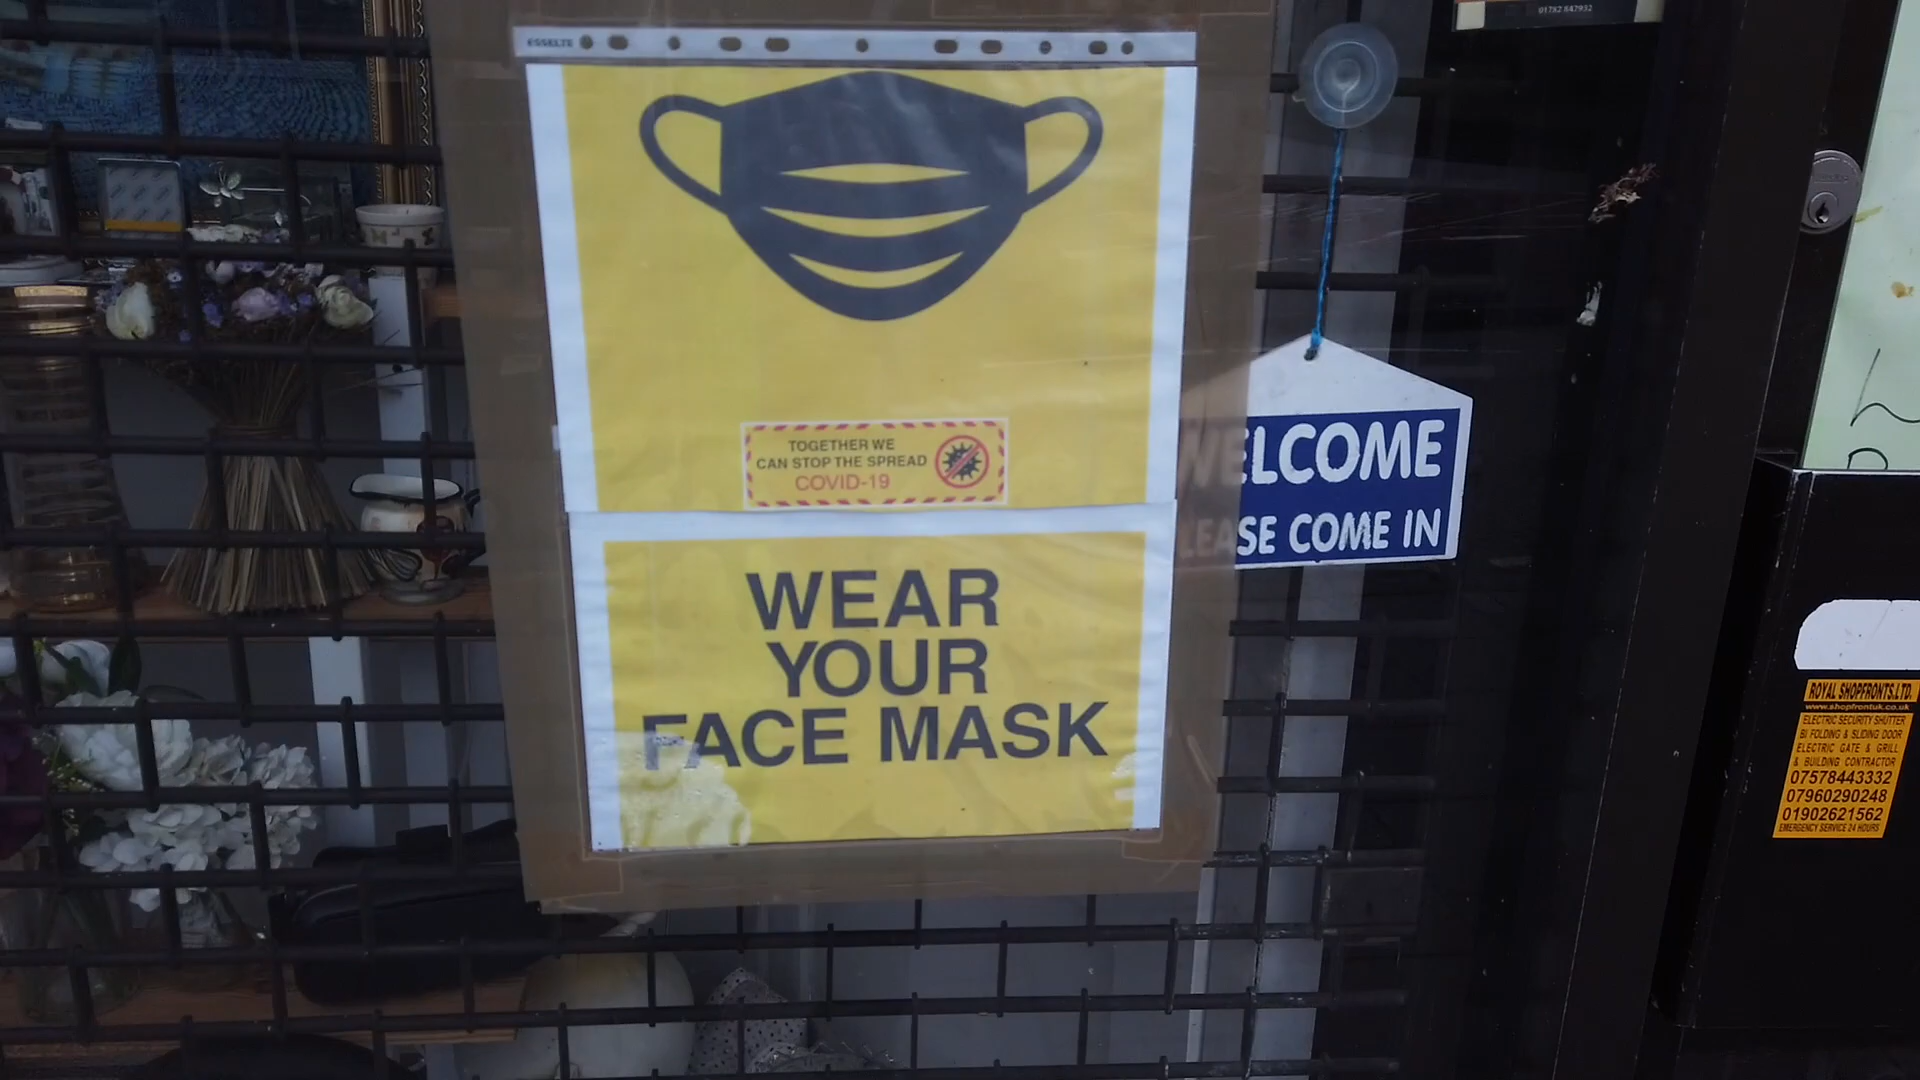 01782 847932
ESSELTE
TOGETHER WE
CAN STOP THE SPREAD
COVID-19
WEAR
YOUR
FACE MASK
WELCOME
LEASE COME IN
ROYAL SHOPFRONTS.LTD.
www.shopfrontuk.co.uk
ELECTRIC SECURITY SHUTTER
BI FOLDING & SLIDING DOOR
ELECTRIC GATE & GRILL
& BUILDING CONTRACTOR
07578443332
07960290248
01902621562
EMERGENCY SERVICE 24 HOURS